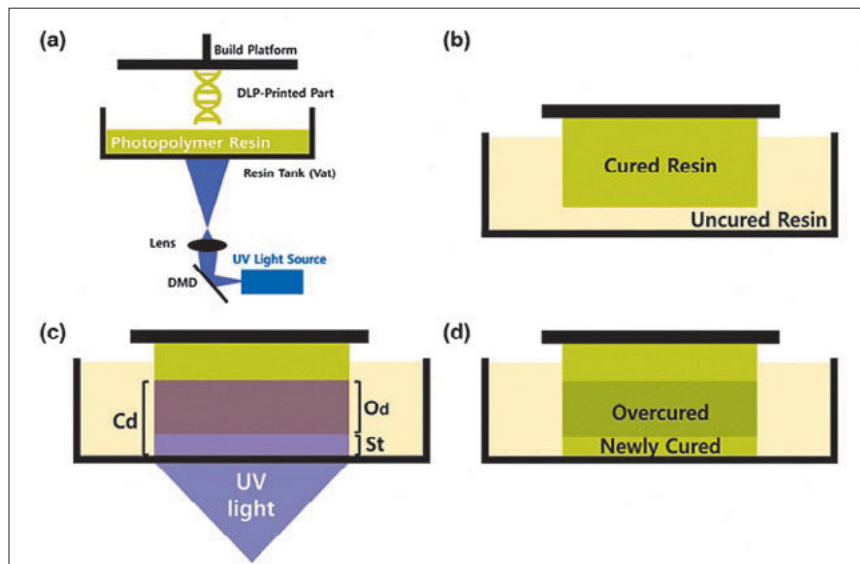 (a)
Build Platform
DLP-Printed Part
Photopolymer Resin
Resin Tank (Vat)
Lens
UV Light Source
DMD
(b)
Cured Resin
Uncured Resin
(c)
Cd
Od
St
UV
light
(d)
Overcured
Newly Cured